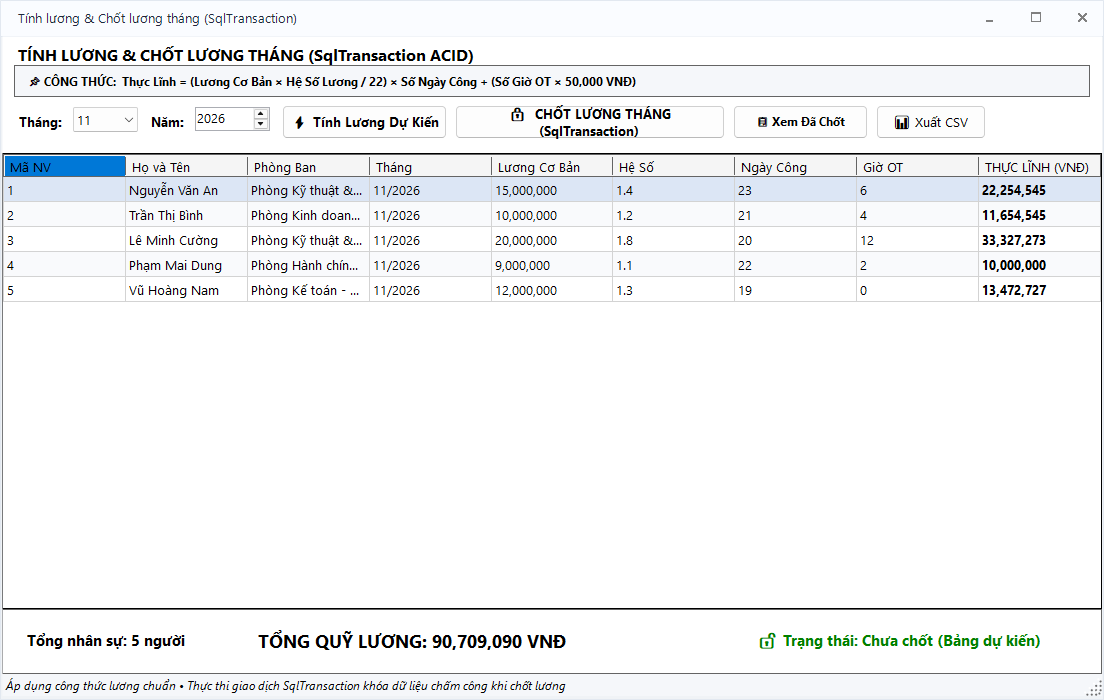 Tính lương & Chốt lương tháng (SqlTransaction)
TÍNH LƯƠNG & CHỐT LƯƠNG THÁNG (SqlTransaction ACID)
📌 CÔNG THỨC: Thực Lĩnh = (Lương Cơ Bản × Hệ Số Lương / 22) × Số Ngày Công + (Số Giờ OT × 50,000 VNĐ)
Tháng: 11 Năm: 2026 ⚡ Tính Lương Dự Kiến 🔒 CHỐT LƯƠNG THÁNG (SqlTransaction) 📋 Xem Đã Chốt 📊 Xuất CSV
Mã NV Họ và Tên Phòng Ban Tháng Lương Cơ Bản Hệ Số Ngày Công Giờ OT THỰC LĨNH (VNĐ)
1 Nguyễn Văn An Phòng Kỹ thuật &... 11/2026 15,000,000 1.4 23 6 22,254,545
2 Trần Thị Bình Phòng Kinh doan... 11/2026 10,000,000 1.2 21 4 11,654,545
3 Lê Minh Cường Phòng Kỹ thuật &... 11/2026 20,000,000 1.8 20 12 33,327,273
4 Phạm Mai Dung Phòng Hành chín... 11/2026 9,000,000 1.1 22 2 10,000,000
5 Vũ Hoàng Nam Phòng Kế toán - ... 11/2026 12,000,000 1.3 19 0 13,472,727
Tổng nhân sự: 5 người TỔNG QUỸ LƯƠNG: 90,709,090 VNĐ 🔓 Trạng thái: Chưa chốt (Bảng dự kiến)
Áp dụng công thức lương chuẩn • Thực thi giao dịch SqlTransaction khóa dữ liệu chấm công khi chốt lương